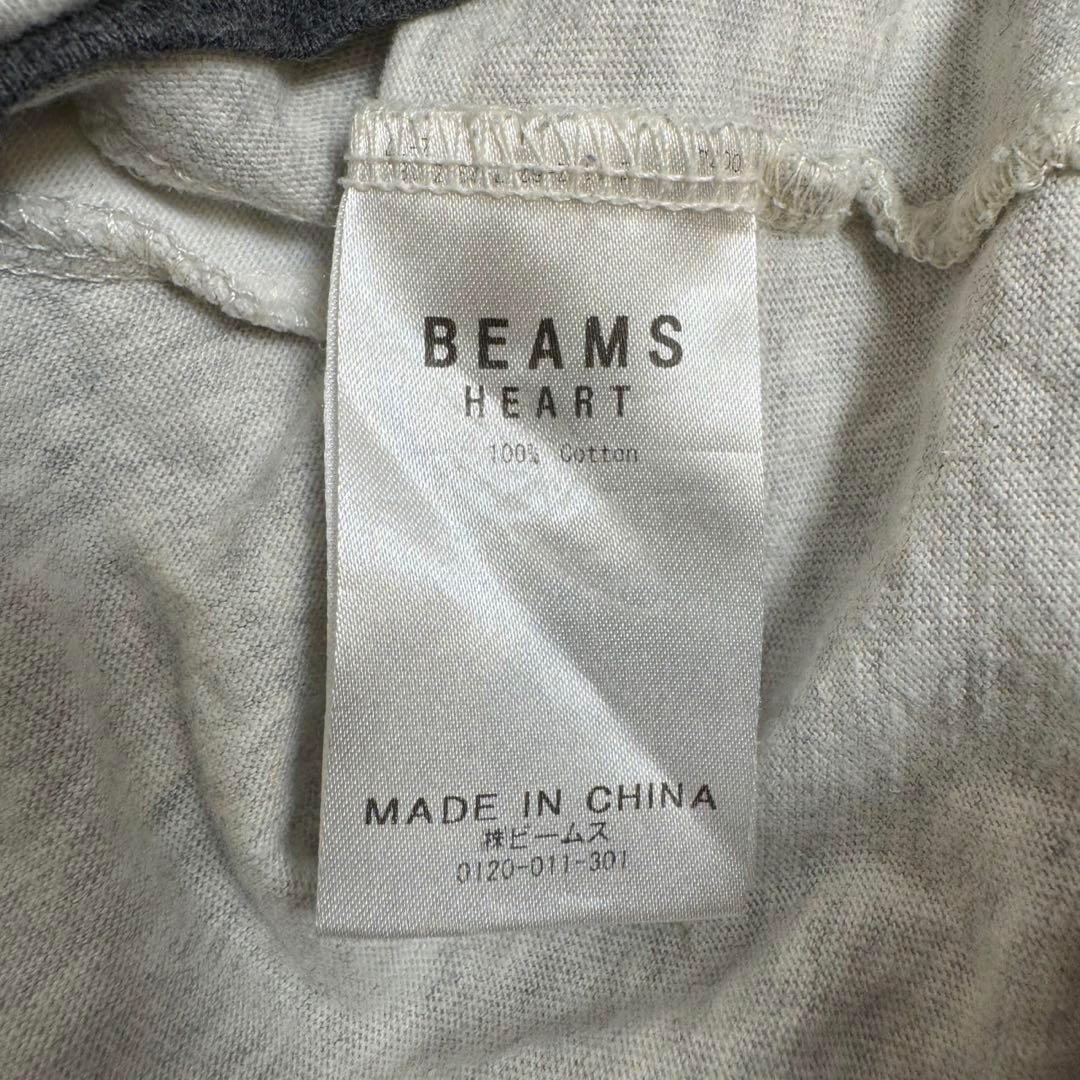 BEAMS
HEART
100% Cotton
MADE IN CHINA
㈱ビームス
0120-011-301